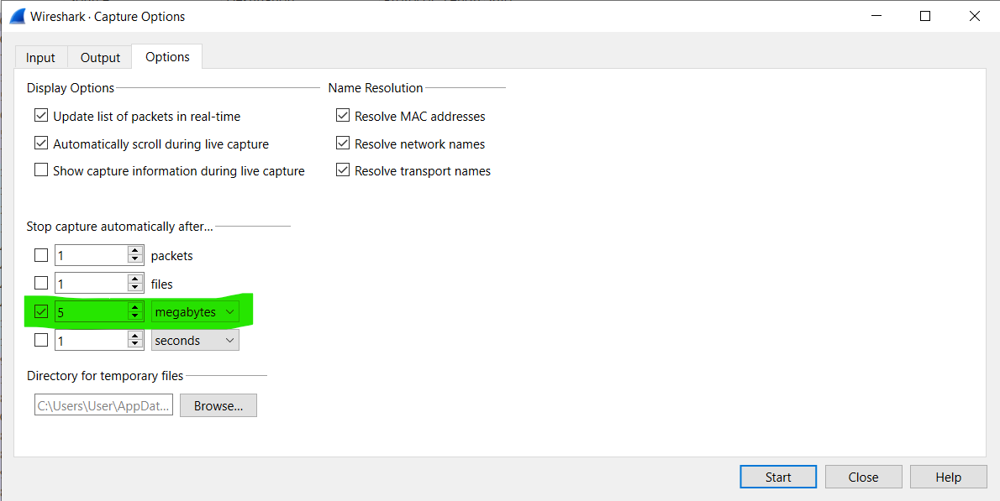 Wireshark · Capture Options
Input Output Options
Display Options
Update list of packets in real-time
Automatically scroll during live capture
Show capture information during live capture
Name Resolution
Resolve MAC addresses
Resolve network names
Resolve transport names
Stop capture automatically after...
1 packets
1 files
5 megabytes
1 seconds
Directory for temporary files
C:\Users\User\AppDat... Browse...
Start Close Help